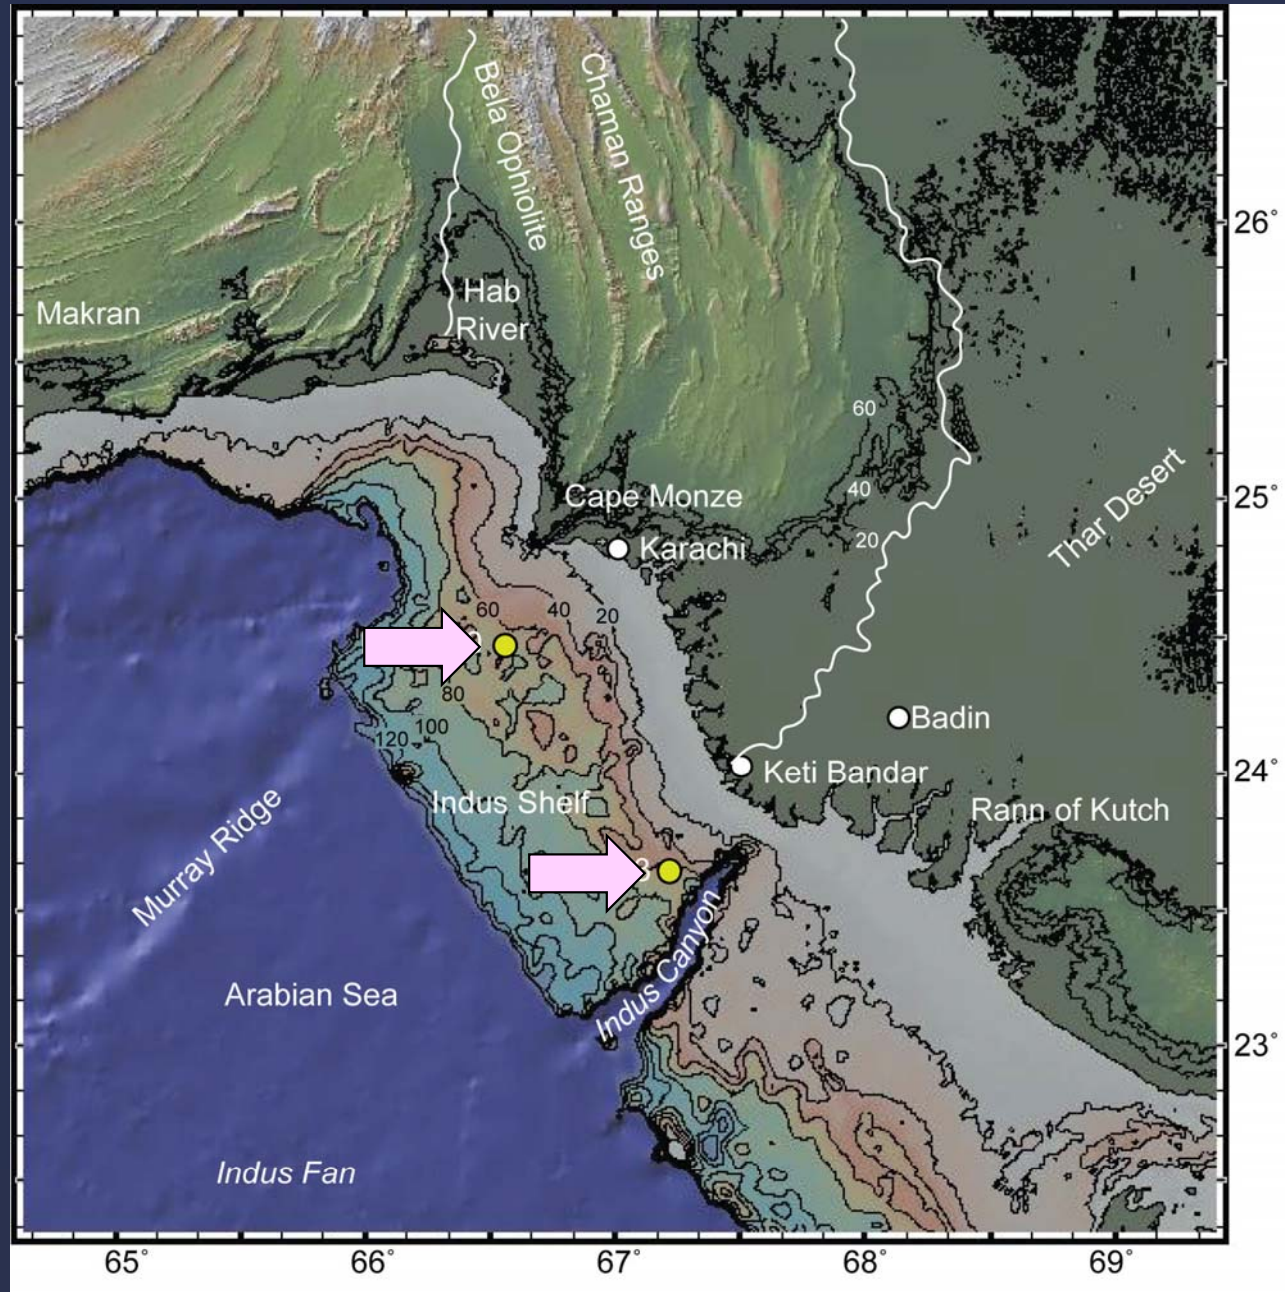 Bela Ophiolite
Chaman Ranges
26°
Hab
River
Makran
60
Cape Monze
40
25°
Thar Desert
20
Karachi
60
40
20
80
Badin
100
120
Keti Bandar
24°
Indus Shelf
Rann of Kutch
Murray Ridge
3
Indus Canyon
Arabian Sea
23°
Indus Fan
65°
66°
67°
68°
69°